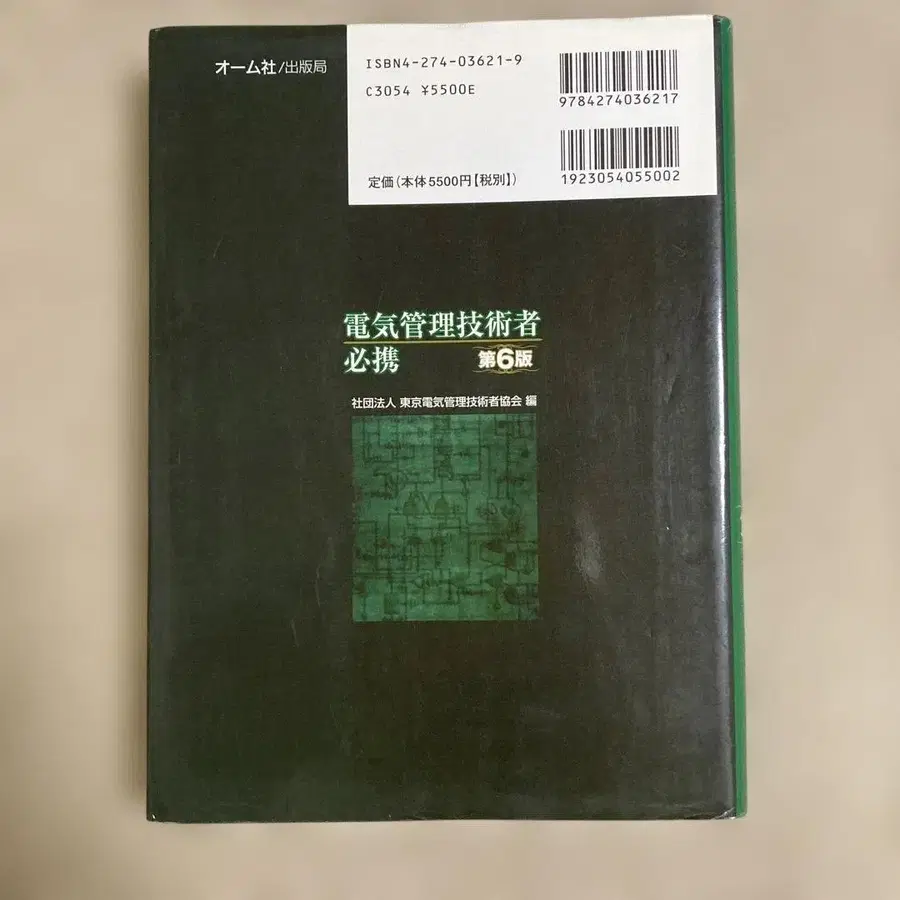 オーム社/出版局
ISBN4-274-03621-9
C3054 ¥5500E
定価(本体5500円【税別】)
9784274036217
1923054055002
電気管理技術者
必携 第6版
社団法人 東京電気管理技術者協会 編